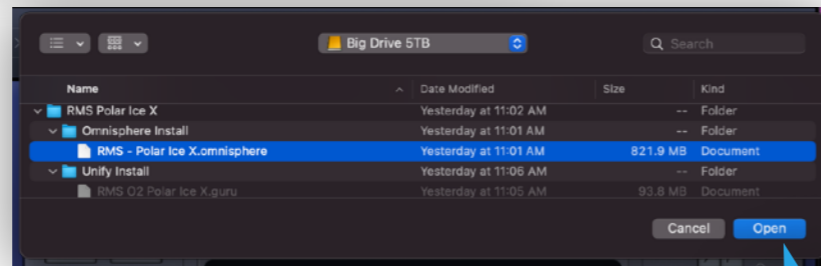 Big Drive 5TB
Search
Name Date Modified Size Kind
RMS Polar Ice X Yesterday at 11:02 AM -- Folder
Omnisphere Install Yesterday at 11:01 AM -- Folder
RMS - Polar Ice X.omnisphere Yesterday at 11:01 AM 821.9 MB Document
Unify Install Yesterday at 11:06 AM -- Folder
RMS O2 Polar Ice X.guru Yesterday at 11:05 AM 93.8 MB Document
Cancel Open